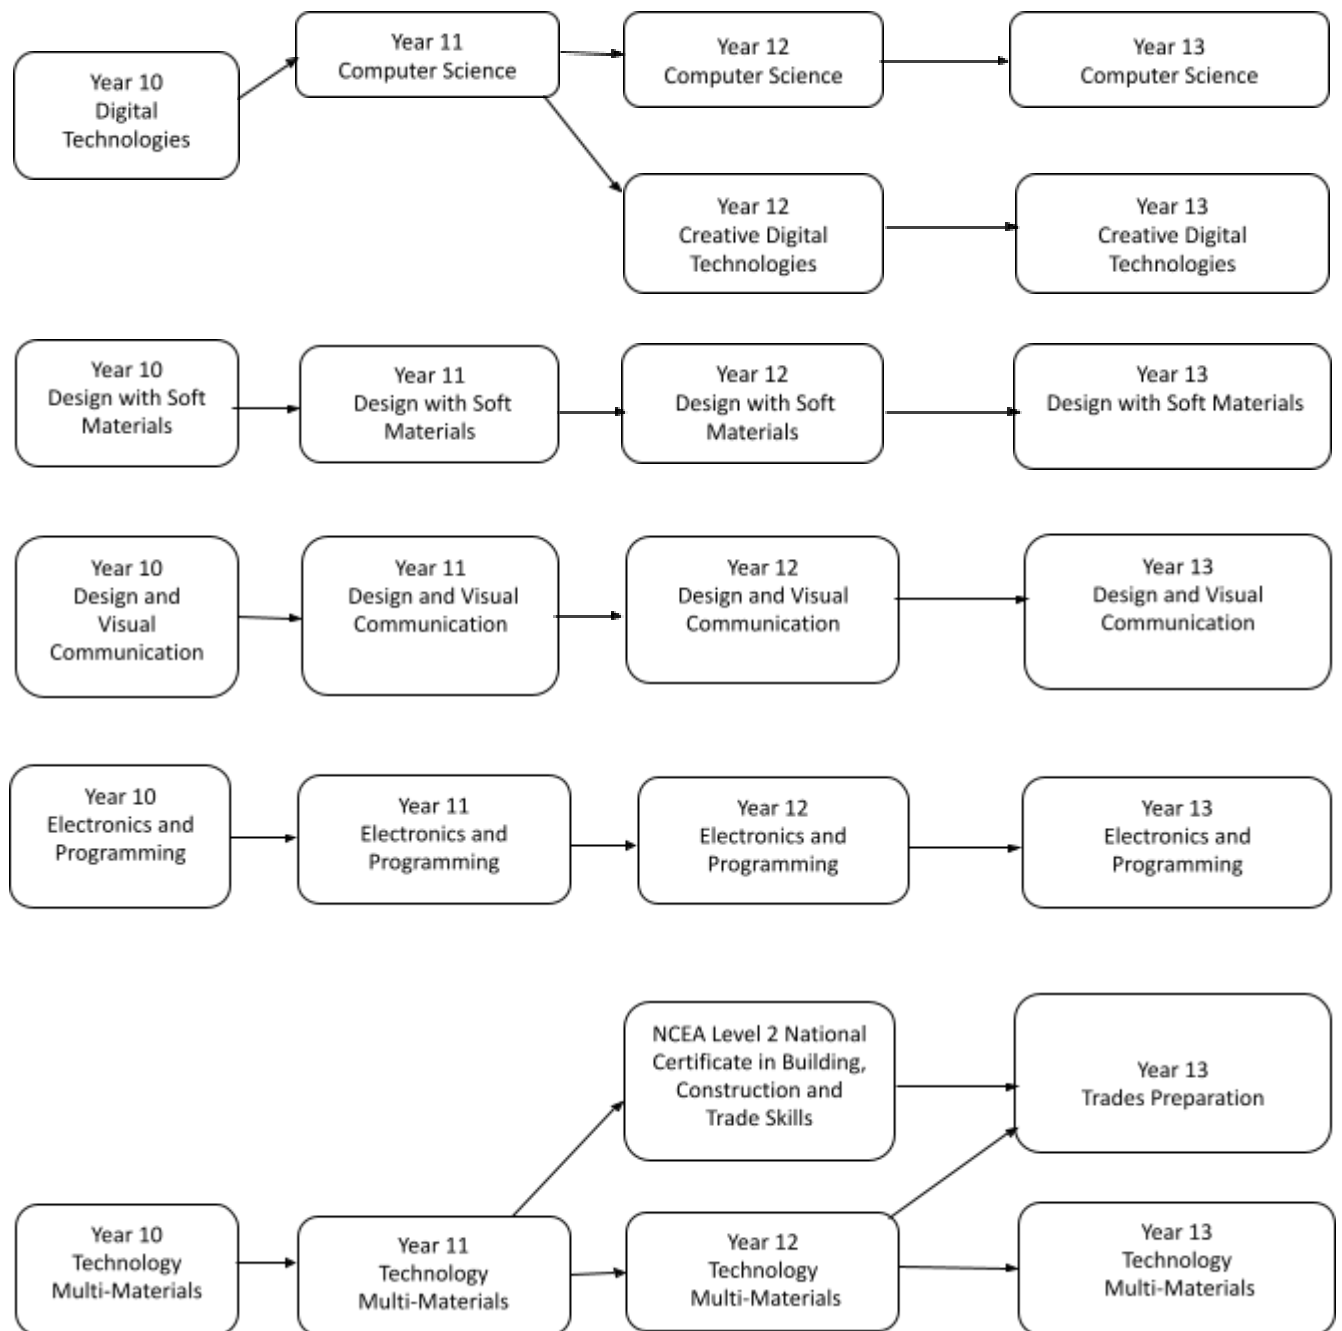 Year 10
Digital
Technologies
Year 11
Computer Science
Year 12
Computer Science
Year 13
Computer Science
Year 12
Creative Digital
Technologies
Year 13
Creative Digital
Technologies
Year 10
Design with Soft
Materials
Year 11
Design with Soft
Materials
Year 12
Design with Soft
Materials
Year 13
Design with Soft Materials
Year 10
Design and
Visual
Communication
Year 11
Design and Visual
Communication
Year 12
Design and Visual
Communication
Year 13
Design and Visual
Communication
Year 10
Electronics and
Programming
Year 11
Electronics and
Programming
Year 12
Electronics and
Programming
Year 13
Electronics and
Programming
NCEA Level 2 National
Certificate in Building,
Construction and
Trade Skills
Year 13
Trades Preparation
Year 10
Technology
Multi-Materials
Year 11
Technology
Multi-Materials
Year 12
Technology
Multi-Materials
Year 13
Technology
Multi-Materials